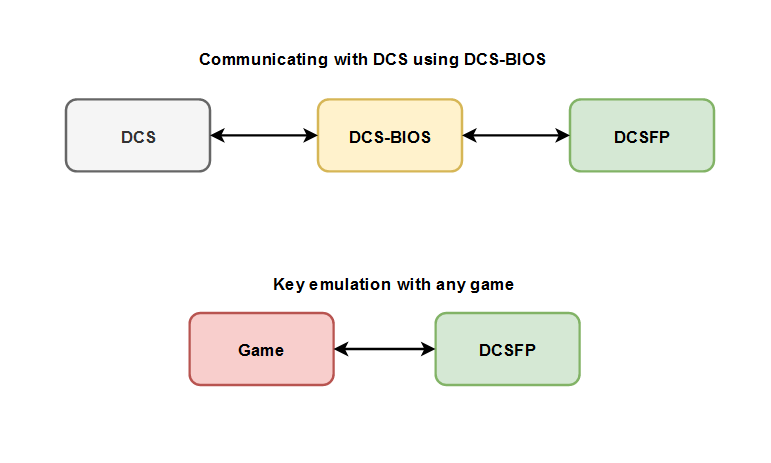 Communicating with DCS using DCS-BIOS
DCS
DCS-BIOS
DCSFP
Key emulation with any game
Game
DCSFP